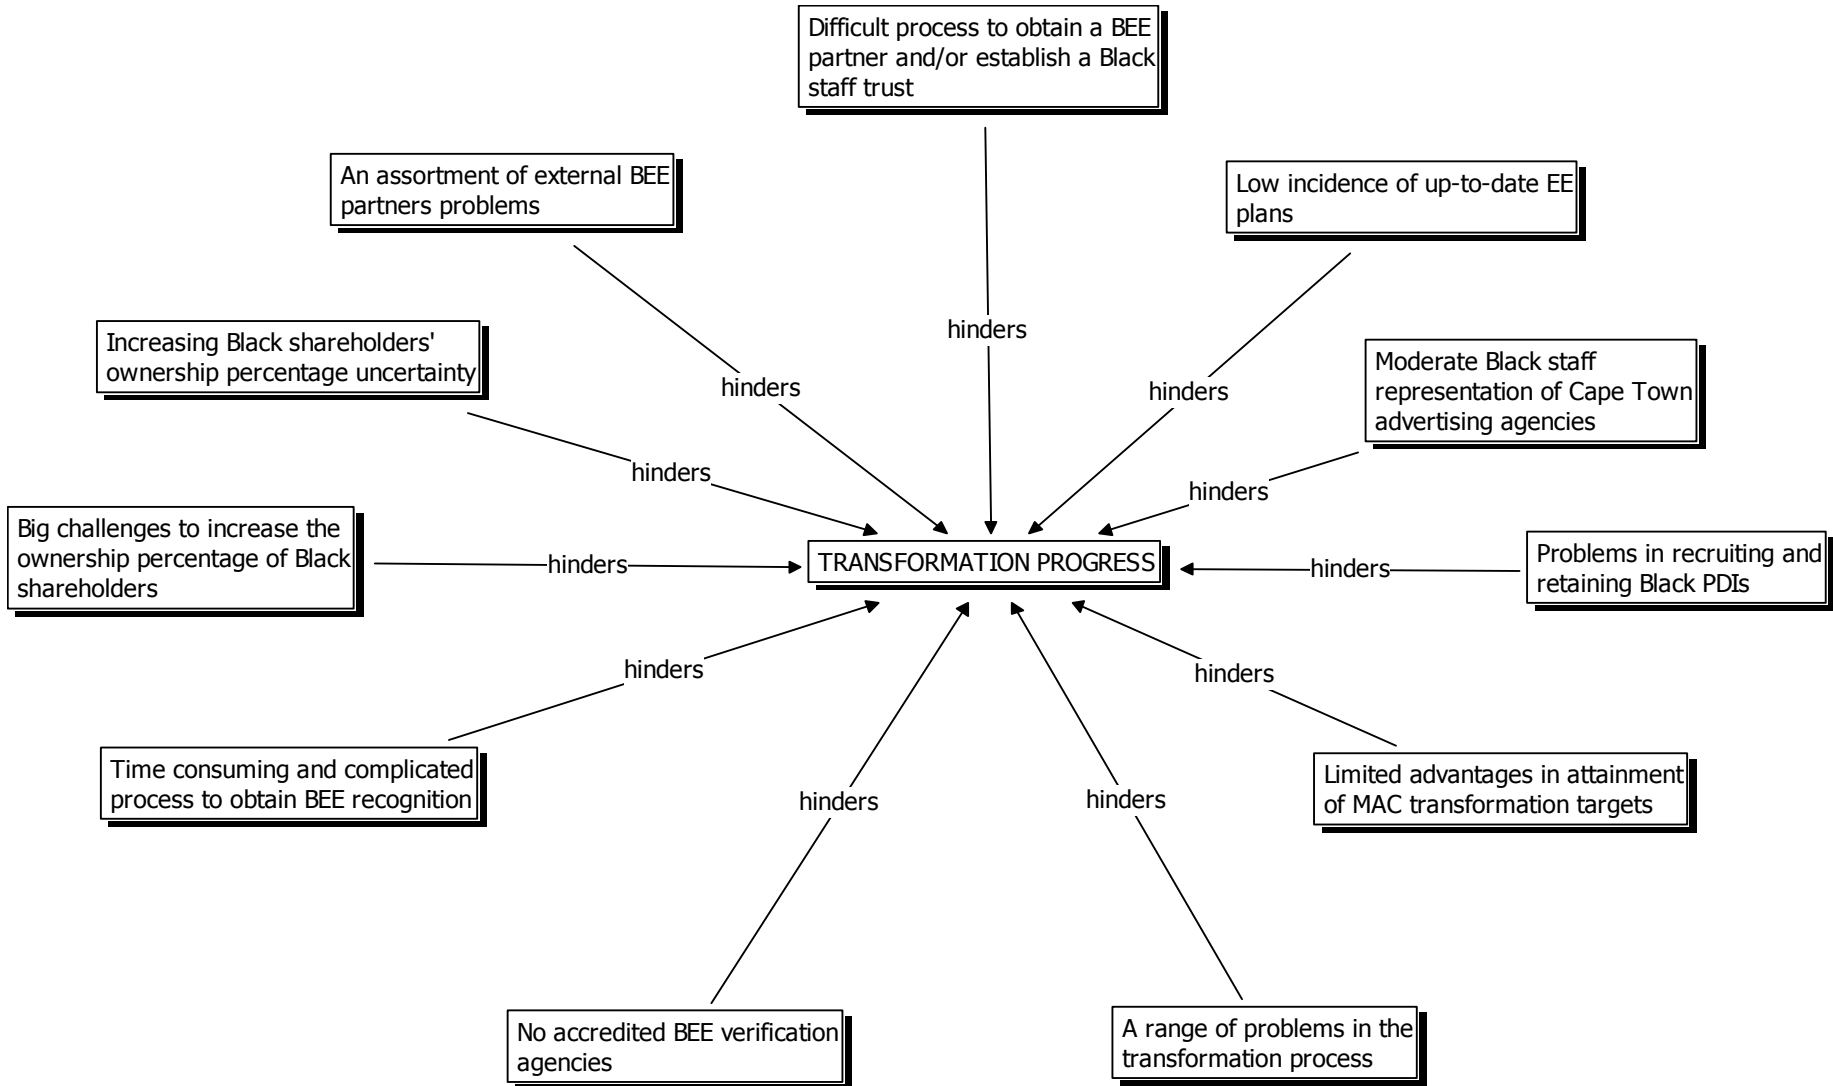 Difficult process to obtain a BEE
partner and/or establish a Black
staff trust
An assortment of external BEE
partners problems
Low incidence of up-to-date EE
plans
Increasing Black shareholders'
ownership percentage uncertainty
hinders
hinders
hinders
Moderate Black staff
representation of Cape Town
advertising agencies
hinders
hinders
Big challenges to increase the
ownership percentage of Black
shareholders
hinders
TRANSFORMATION PROGRESS
hinders
Problems in recruiting and
retaining Black PDIs
hinders
hinders
Time consuming and complicated
process to obtain BEE recognition
Limited advantages in attainment
of MAC transformation targets
hinders
hinders
No accredited BEE verification
agencies
A range of problems in the
transformation process